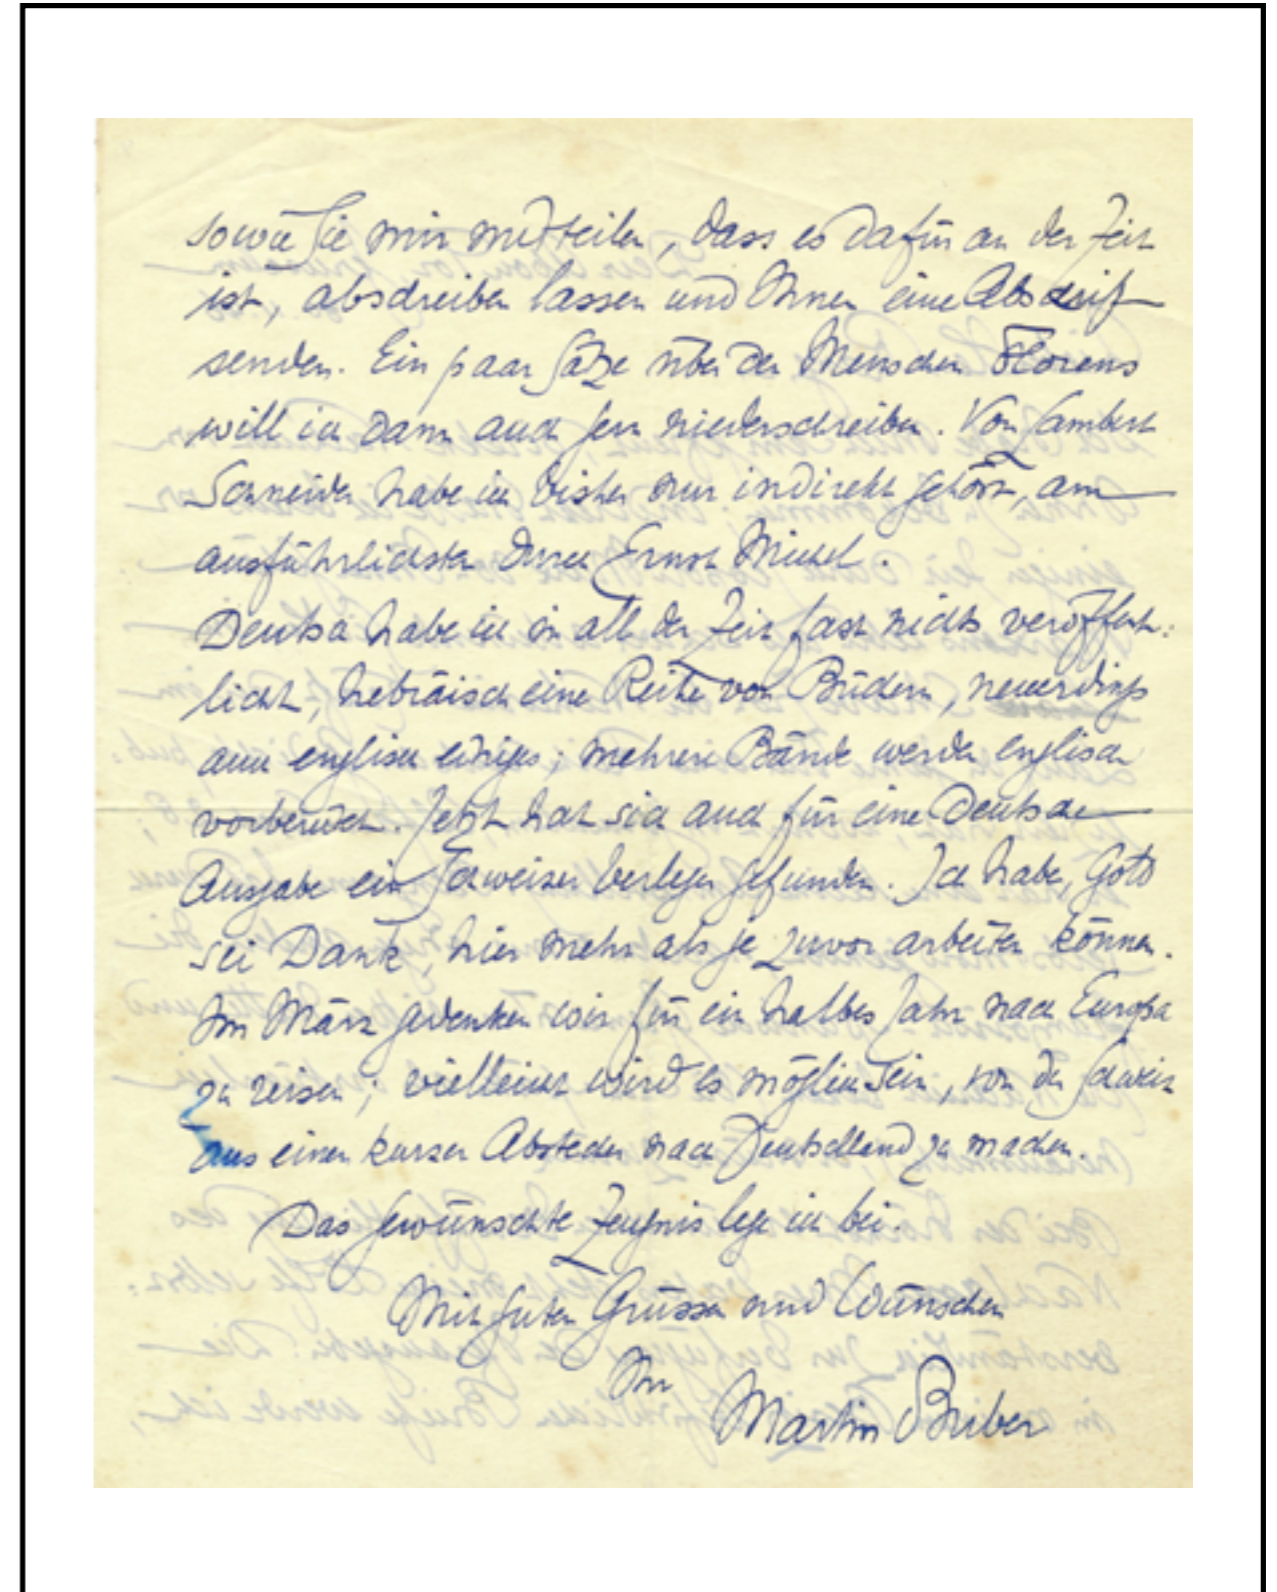 sowie Sie mir mitteilen, dass es dafür an der Zeit
ist, abschreiben lassen und Ihnen eine Abschrift
senden. Ein paar Sätze über den Menschen Florens
will ich dann auch gern niederschreiben. Von Lambert
Schneider habe ich bisher nur indirekt gehört, am
ausführlichsten durch Ernst Michel.
Deutsch habe ich in all der Zeit fast nichts veröffent-
licht, hebräisch eine Reihe von Büchern, neuerdings
auch englisch einiges; mehrere Bände werden englisch
vorbereitet. Jetzt hat sich auch für eine deutsche
Ausgabe ein Schweizer Verleger gefunden. Ich habe, Gott
sei Dank, hier mehr als je zuvor arbeiten können.
Im März gedenken wir für ein halbes Jahr nach Europa
zu reisen; vielleicht wird es möglich sein, von der Schweiz
aus einen kurzen Abstecher nach Deutschland zu machen.
Das gewünschte Zeugnis lege ich bei.
Mit guten Grüssen und Wünschen
Ihr
Martin Buber